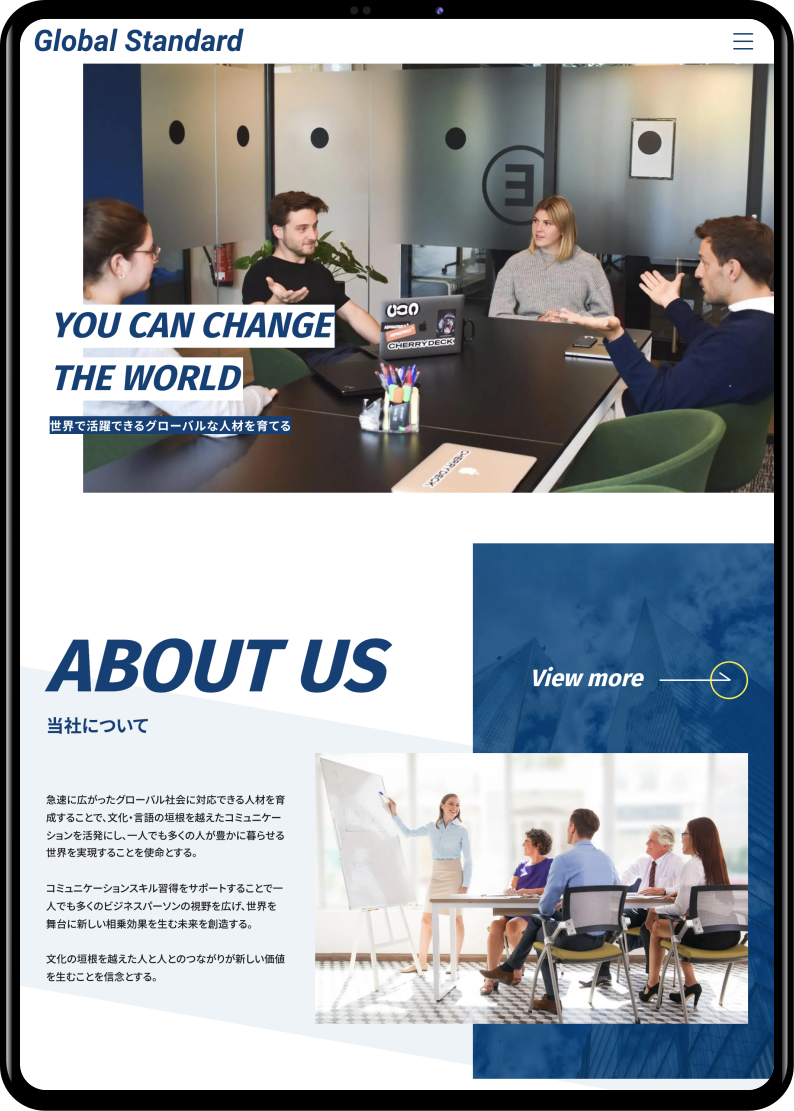 Global Standard
YOU CAN CHANGE
THE WORLD
世界で活躍できるグローバルな人材を育てる
CHERRYDECK
CHERRYDECK
ABOUT US
当社について
View more
急速に広がったグローバル社会に対応できる人材を育
成することで、文化・言語の垣根を越えたコミュニケー
ションを活発にし、一人でも多くの人が豊かに暮らせる
世界を実現することを使命とする。
コミュニケーションスキル習得をサポートすることで一
人でも多くのビジネスパーソンの視野を広げ、世界を
舞台に新しい相乗効果を生む未来を創造する。
文化の垣根を越えた人と人とのつながりが新しい価値
を生むことを信念とする。